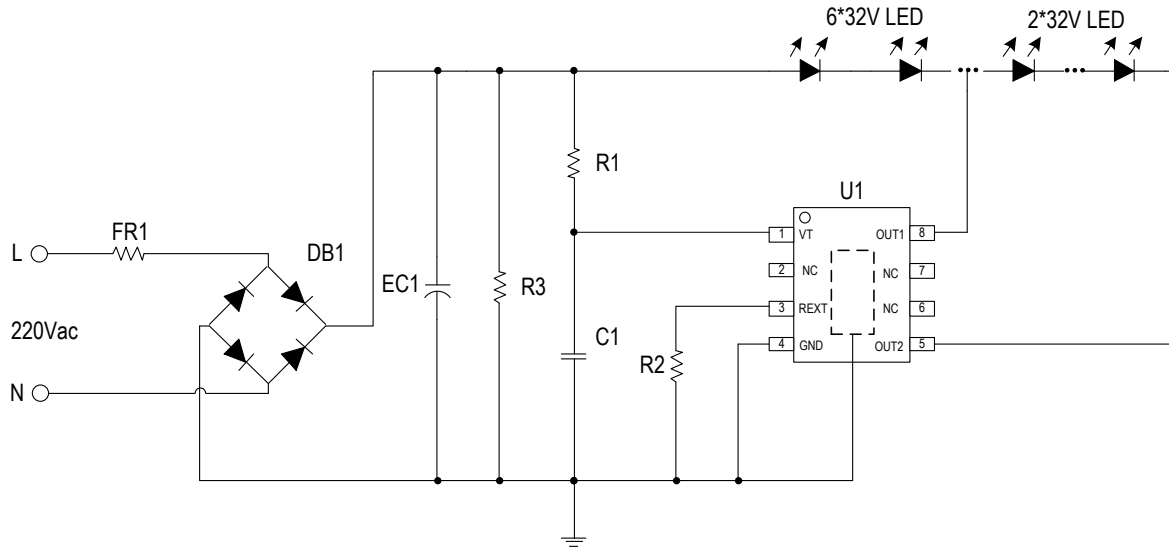 6*32V LED
2*32V LED
R1
U1
FR1
DB1
L
1 VT OUT1 8
2 NC NC 7
EC1
R3
3 REXT NC 6
220Vac
C1
4 GND OUT2 5
R2
N